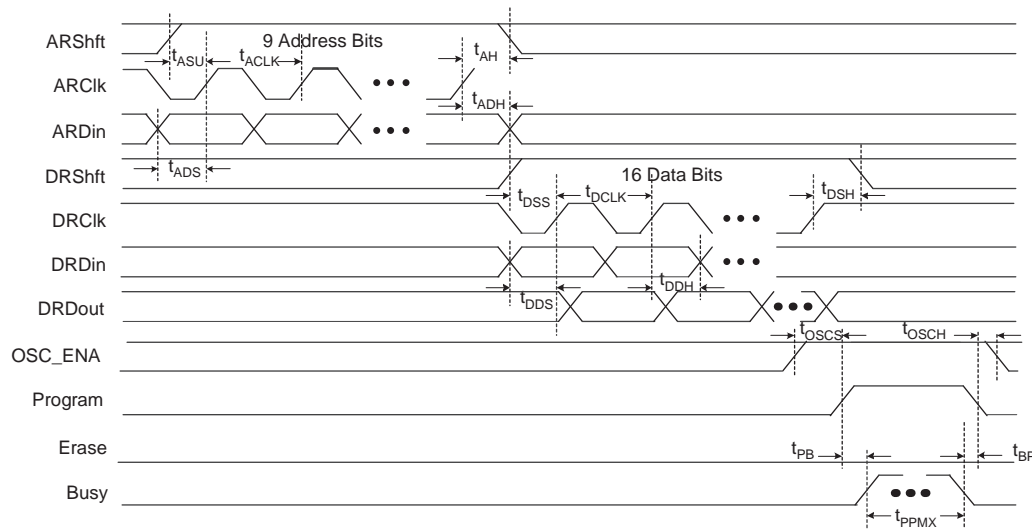 ARShft
9 Address Bits
tASU
tACLK
tAH
ARClk
tADH
ARDin
tADS
DRShft
16 Data Bits
tDSS
tDCLK
tDSH
DRClk
DRDin
tDDS
tDDH
DRDout
tOSCS
tOSCH
OSC_ENA
Program
Erase
tPB
tBP
Busy
tPPMX